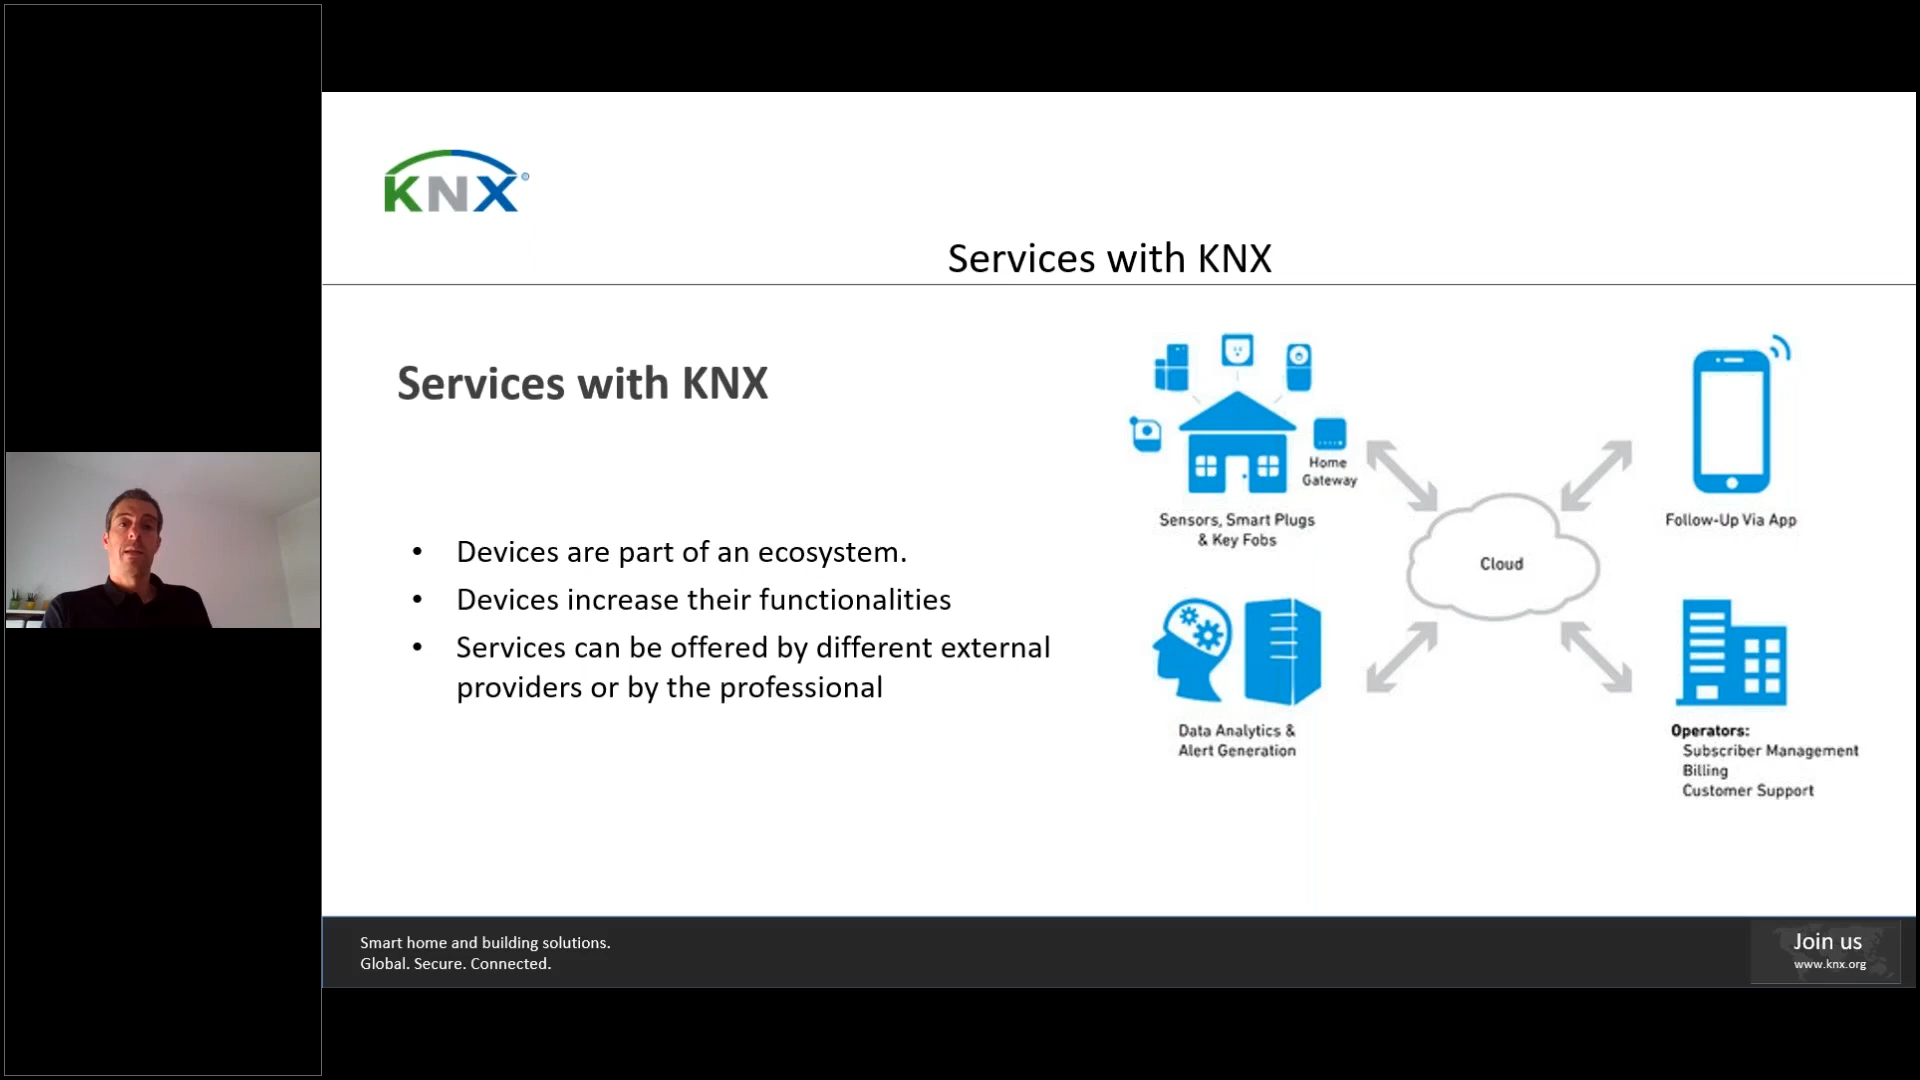 KNX
Services with KNX
Services with KNX
• Devices are part of an ecosystem.
• Devices increase their functionalities
• Services can be offered by different external
providers or by the professional
Home
Gateway
Sensors, Smart Plugs
& Key Fobs
Follow-Up Via App
Cloud
Data Analytics &
Alert Generation
Operators:
Subscriber Management
Billing
Customer Support
Smart home and building solutions.
Global. Secure. Connected.
Join us
www.knx.org